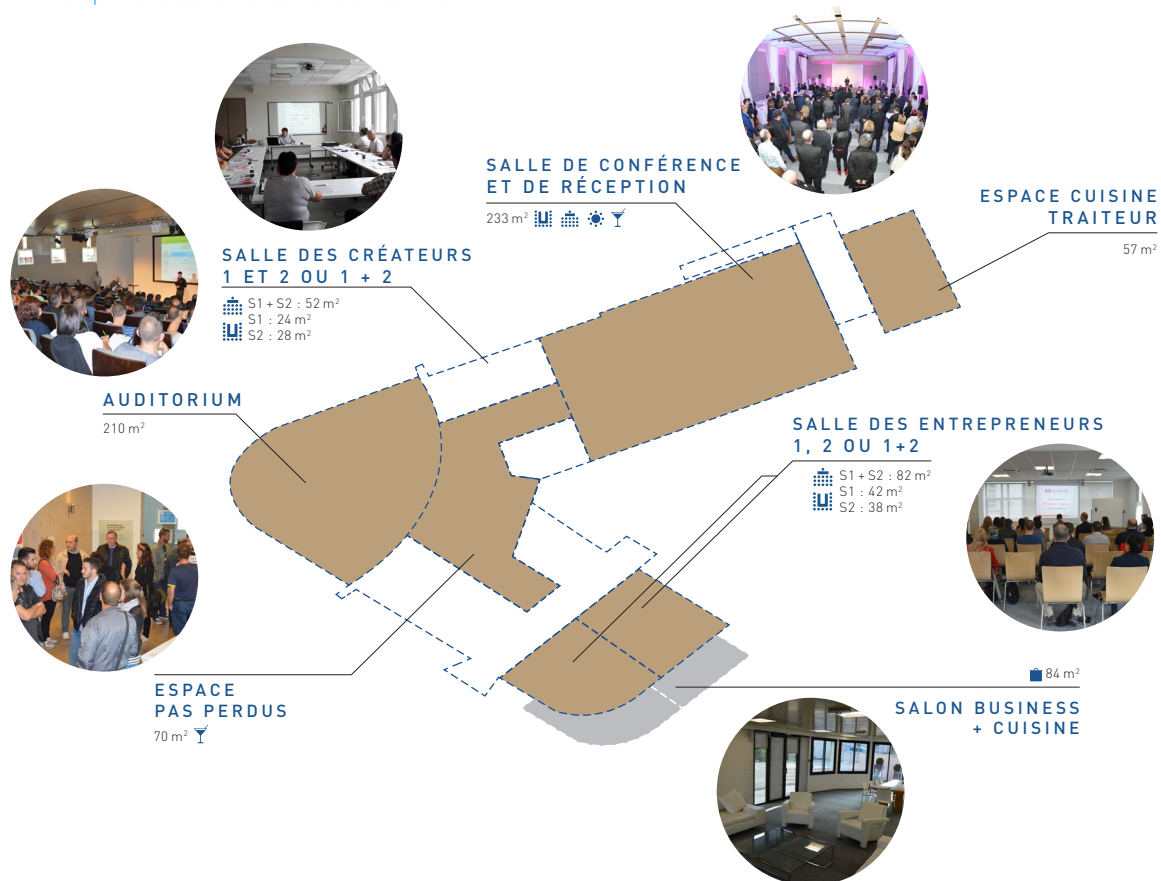 SALLE DE CONFÉRENCE
ET DE RÉCEPTION
233 m²
ESPACE CUISINE
TRAITEUR
57 m²
SALLE DES CRÉATEURS
1 ET 2 OU 1 + 2
S1 + S2 : 52 m²
S1 : 24 m²
S2 : 28 m²
AUDITORIUM
210 m²
SALLE DES ENTREPRENEURS
1, 2 OU 1+2
S1 + S2 : 82 m²
S1 : 42 m²
S2 : 38 m²
ESPACE
PAS PERDUS
70 m²
84 m²
SALON BUSINESS
+ CUISINE